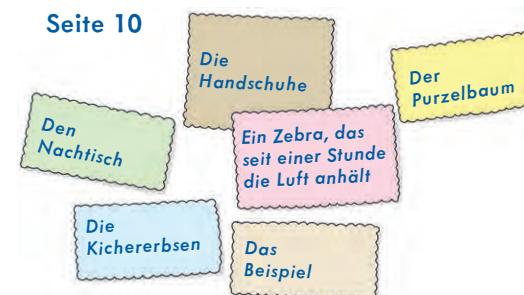 Seite 10
Die
Handschuhe
Der
Purzelbaum
Den
Nachtisch
Ein Zebra, das
seit einer Stunde
die Luft anhält
Die
Kichererbsen
Das
Beispiel